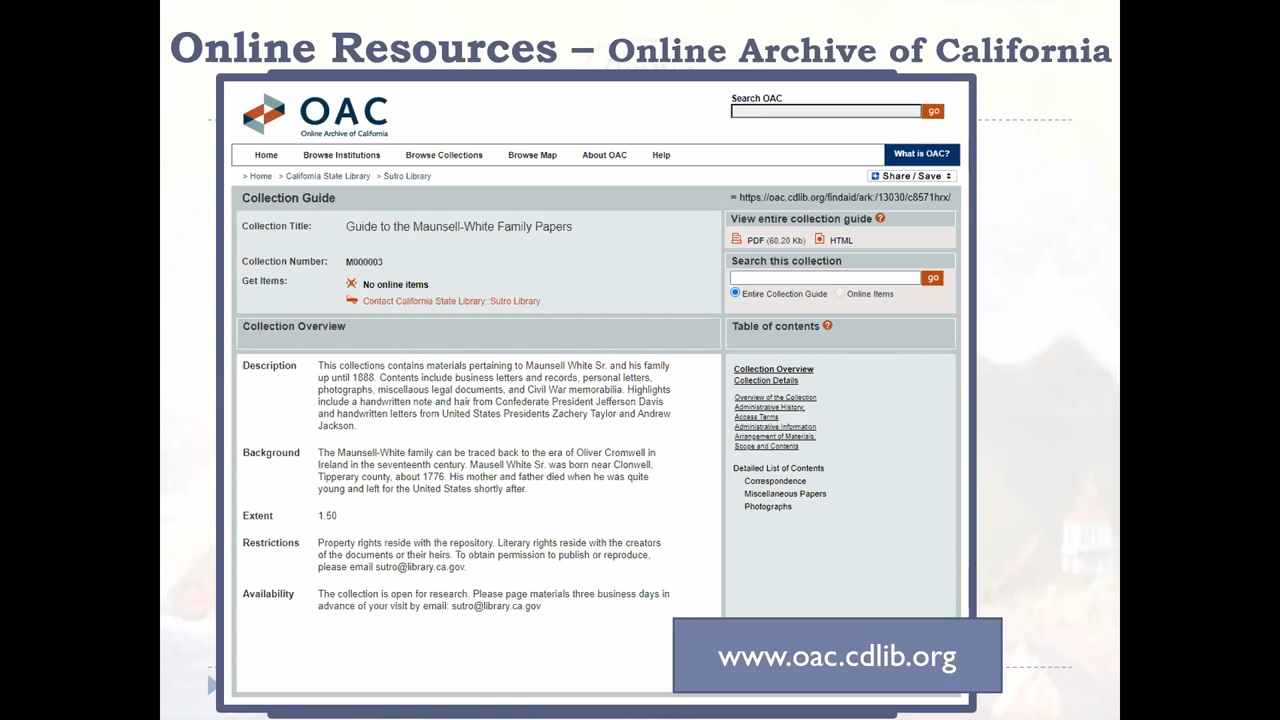 Online Resources – Online Archive of California
OAC
Online Archive of California
Search OAC
go
Home Browse Institutions Browse Collections Browse Map About OAC Help What is OAC?
> Home > California State Library > Sutro Library
Share / Save
Collection Guide
https://oac.cdlib.org/findaid/ark:/13030/c8571hrx/
Collection Title: Guide to the Maunsell-White Family Papers
Collection Number: M000003
Get Items: No online items
Contact California State Library::Sutro Library
View entire collection guide ?
PDF (60.20 Kb) HTML
Search this collection
go
Entire Collection Guide Online Items
Collection Overview
Description This collections contains materials pertaining to Maunsell White Sr. and his family
up until 1888. Contents include business letters and records, personal letters,
photographs, miscellaous legal documents, and Civil War memorabilia. Highlights
include a handwritten note and hair from Confederate President Jefferson Davis
and handwritten letters from United States Presidents Zachery Taylor and Andrew
Jackson.
Background The Maunsell-White family can be traced back to the era of Oliver Cromwell in
Ireland in the seventeenth century. Mausell White Sr. was born near Clonwell,
Tipperary county, about 1776. His mother and father died when he was quite
young and left for the United States shortly after.
Extent 1.50
Restrictions Property rights reside with the repository. Literary rights reside with the creators
of the documents or their heirs. To obtain permission to publish or reproduce,
please email sutro@library.ca.gov.
Availability The collection is open for research. Please page materials three business days in
advance of your visit by email: sutro@library.ca.gov
Table of contents ?
Collection Overview
Collection Details
Overview of the Collection
Administrative History:
Access Terms
Administrative Information
Arrangement of Materials:
Scope and Contents
Detailed List of Contents
Correspondence
Miscellaneous Papers
Photographs
www.oac.cdlib.org